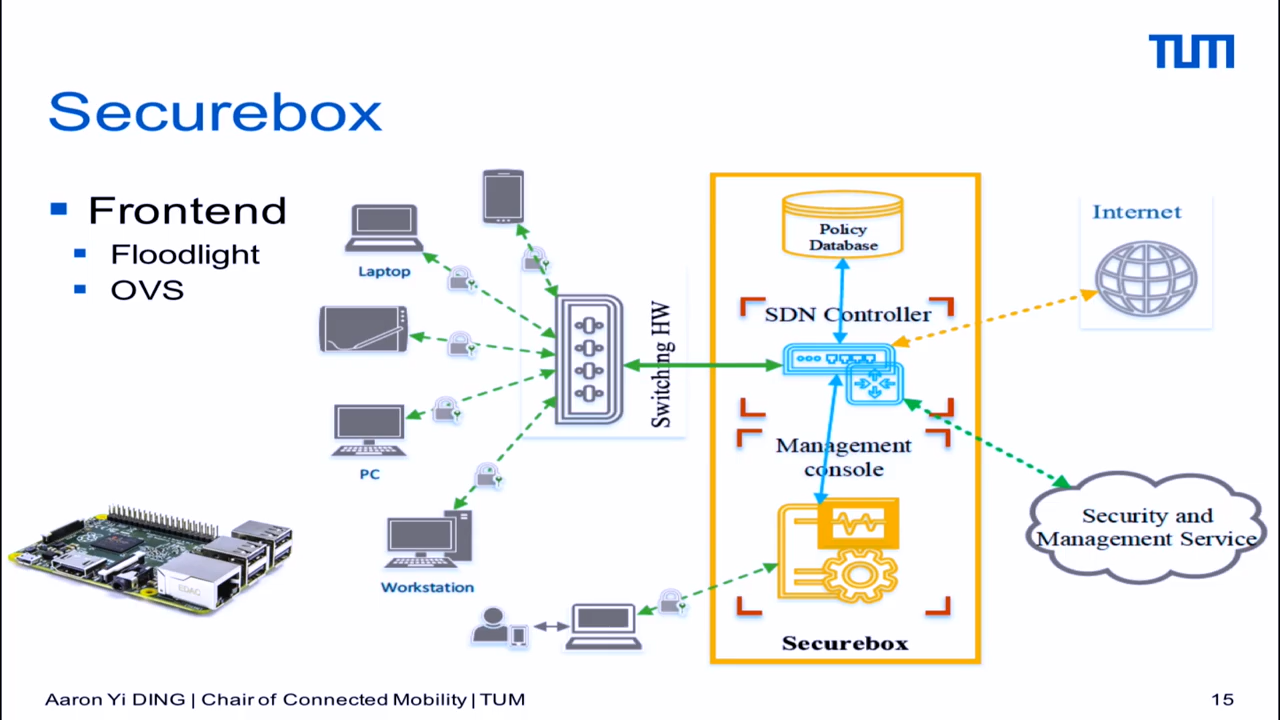 TUM
Securebox
Frontend
Floodlight
OVS
Laptop
PC
Workstation
Switching HW
Policy
Database
SDN Controller
Management
console
Securebox
Internet
Security and
Management Service
EDAC
Aaron Yi DING | Chair of Connected Mobility | TUM
15